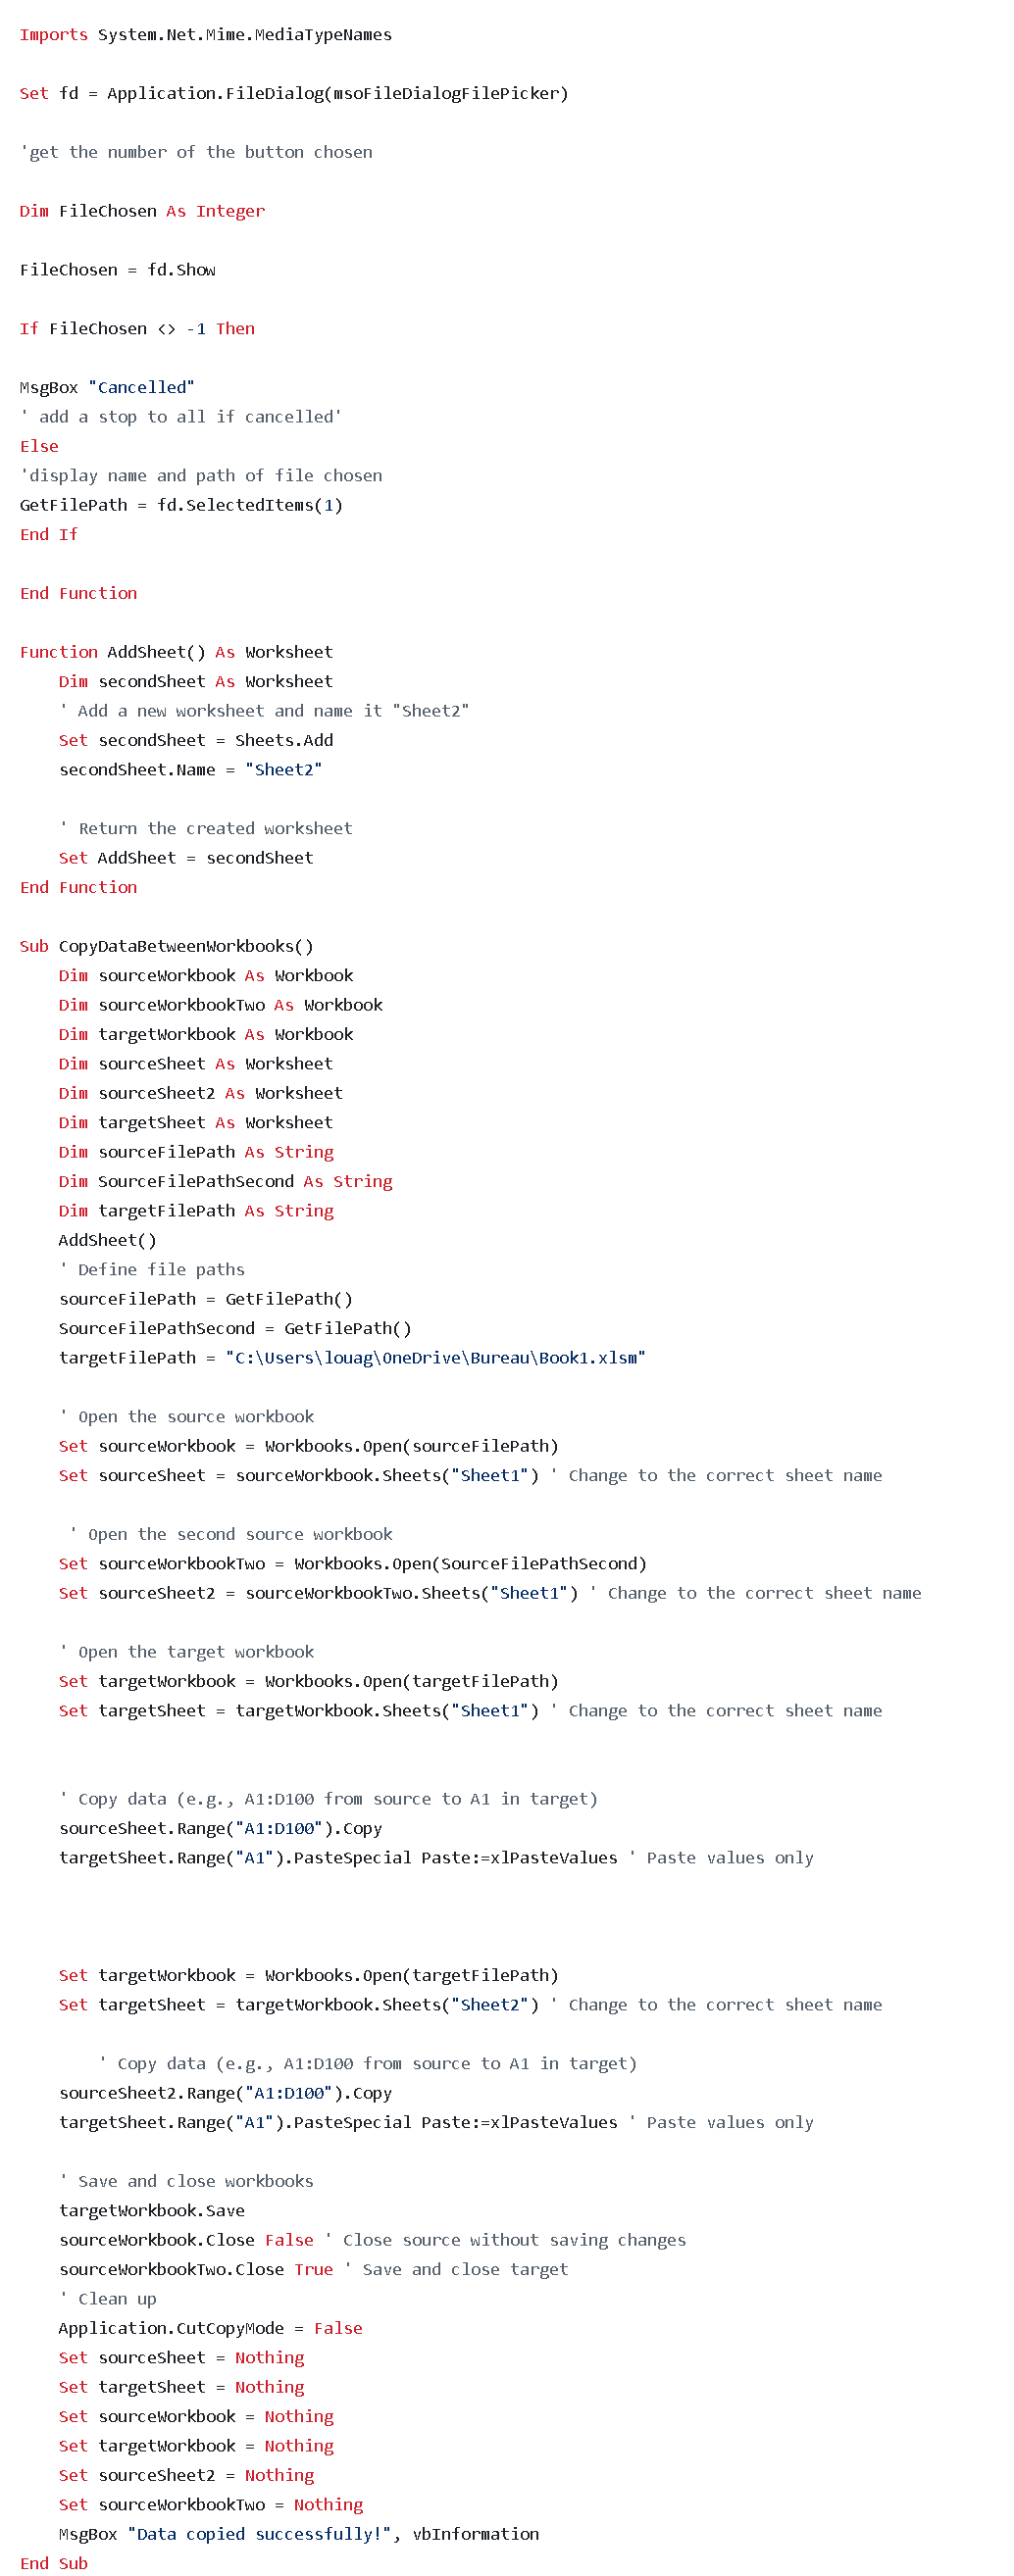 Imports System.Net.Mime.MediaTypeNames
Set fd = Application.FileDialog(msoFileDialogFilePicker)
'get the number of the button chosen
Dim FileChosen As Integer
FileChosen = fd.Show
If FileChosen <> -1 Then
MsgBox "Cancelled"
' add a stop to all if cancelled'
Else
'display name and path of file chosen
GetFilePath = fd.SelectedItems(1)
End If
End Function
Function AddSheet() As Worksheet
    Dim secondSheet As Worksheet
    ' Add a new worksheet and name it "Sheet2"
    Set secondSheet = Sheets.Add
    secondSheet.Name = "Sheet2"
    ' Return the created worksheet
    Set AddSheet = secondSheet
End Function
Sub CopyDataBetweenWorkbooks()
    Dim sourceWorkbook As Workbook
    Dim sourceWorkbookTwo As Workbook
    Dim targetWorkbook As Workbook
    Dim sourceSheet As Worksheet
    Dim sourceSheet2 As Worksheet
    Dim targetSheet As Worksheet
    Dim sourceFilePath As String
    Dim SourceFilePathSecond As String
    Dim targetFilePath As String
    AddSheet()
    ' Define file paths
    sourceFilePath = GetFilePath()
    SourceFilePathSecond = GetFilePath()
    targetFilePath = "C:\Users\louag\OneDrive\Bureau\Book1.xlsm"
    ' Open the source workbook
    Set sourceWorkbook = Workbooks.Open(sourceFilePath)
    Set sourceSheet = sourceWorkbook.Sheets("Sheet1") ' Change to the correct sheet name
     ' Open the second source workbook
    Set sourceWorkbookTwo = Workbooks.Open(SourceFilePathSecond)
    Set sourceSheet2 = sourceWorkbookTwo.Sheets("Sheet1") ' Change to the correct sheet name
    ' Open the target workbook
    Set targetWorkbook = Workbooks.Open(targetFilePath)
    Set targetSheet = targetWorkbook.Sheets("Sheet1") ' Change to the correct sheet name
    ' Copy data (e.g., A1:D100 from source to A1 in target)
    sourceSheet.Range("A1:D100").Copy
    targetSheet.Range("A1").PasteSpecial Paste:=xlPasteValues ' Paste values only
    Set targetWorkbook = Workbooks.Open(targetFilePath)
    Set targetSheet = targetWorkbook.Sheets("Sheet2") ' Change to the correct sheet name
        ' Copy data (e.g., A1:D100 from source to A1 in target)
    sourceSheet2.Range("A1:D100").Copy
    targetSheet.Range("A1").PasteSpecial Paste:=xlPasteValues ' Paste values only
    ' Save and close workbooks
    targetWorkbook.Save
    sourceWorkbook.Close False ' Close source without saving changes
    sourceWorkbookTwo.Close True ' Save and close target
    ' Clean up
    Application.CutCopyMode = False
    Set sourceSheet = Nothing
    Set targetSheet = Nothing
    Set sourceWorkbook = Nothing
    Set targetWorkbook = Nothing
    Set sourceSheet2 = Nothing
    Set sourceWorkbookTwo = Nothing
    MsgBox "Data copied successfully!", vbInformation
End Sub